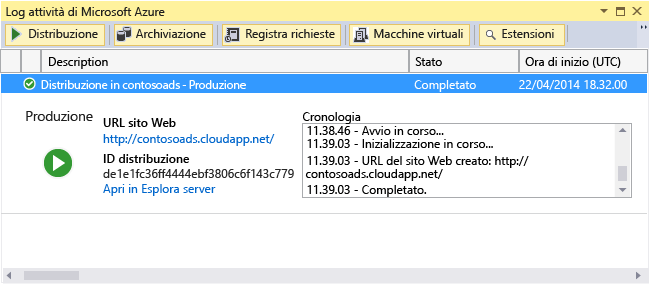 Log attività di Microsoft Azure
Distribuzione Archiviazione Registra richieste Macchine virtuali Estensioni
Description Stato Ora di inizio (UTC)
Distribuzione in contosoads - Produzione Completato 22/04/2014 18.32.00
Produzione
URL sito Web
http://contosoads.cloudapp.net/
ID distribuzione
de1e1fc36ff4444ebf3806c6f143c779
Apri in Esplora server
Cronologia
11.38.46 - Avvio in corso...
11.39.03 - Inizializzazione in corso...
11.39.03 - URL del sito Web creato: http://
contosoads.cloudapp.net/
11.39.03 - Completato.